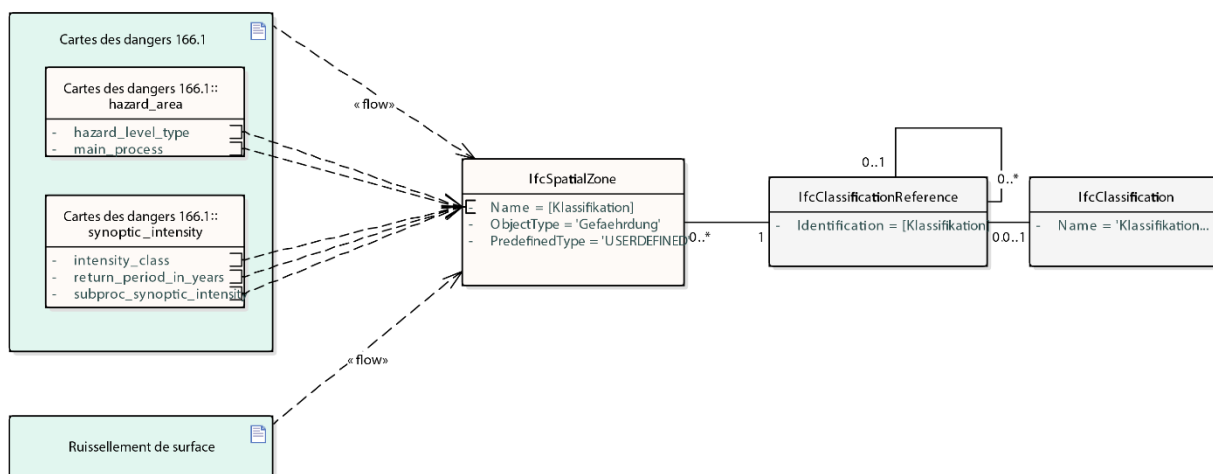 Cartes des dangers 166.1
Cartes des dangers 166.1::
hazard_area
- hazard_level_type
- main_process
Cartes des dangers 166.1::
synoptic_intensity
- intensity_class
- return_period_in_years
- subproc_synoptic_intensity
Ruissellement de surface
«flow»
«flow»
IfcSpatialZone
- Name = [Klassifikation]
- ObjectType = 'Gefaehrdung'
- PredefinedType = 'USERDEFINED'
0..*
1
0..1
0..*
IfcClassificationReference
- Identification = [Klassifikation]
0..
0..1
IfcClassification
- Name = 'Klassifikation...